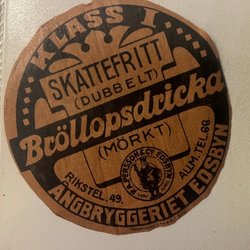 KLASS I
SKATTEFRITT
(DUBBELT)
Bröllopsdricka
(MÖRKT)
RIKSTEL. 49.
ALLM. TEL. 68.
ÅNGBRYGGERIET EDSBYN